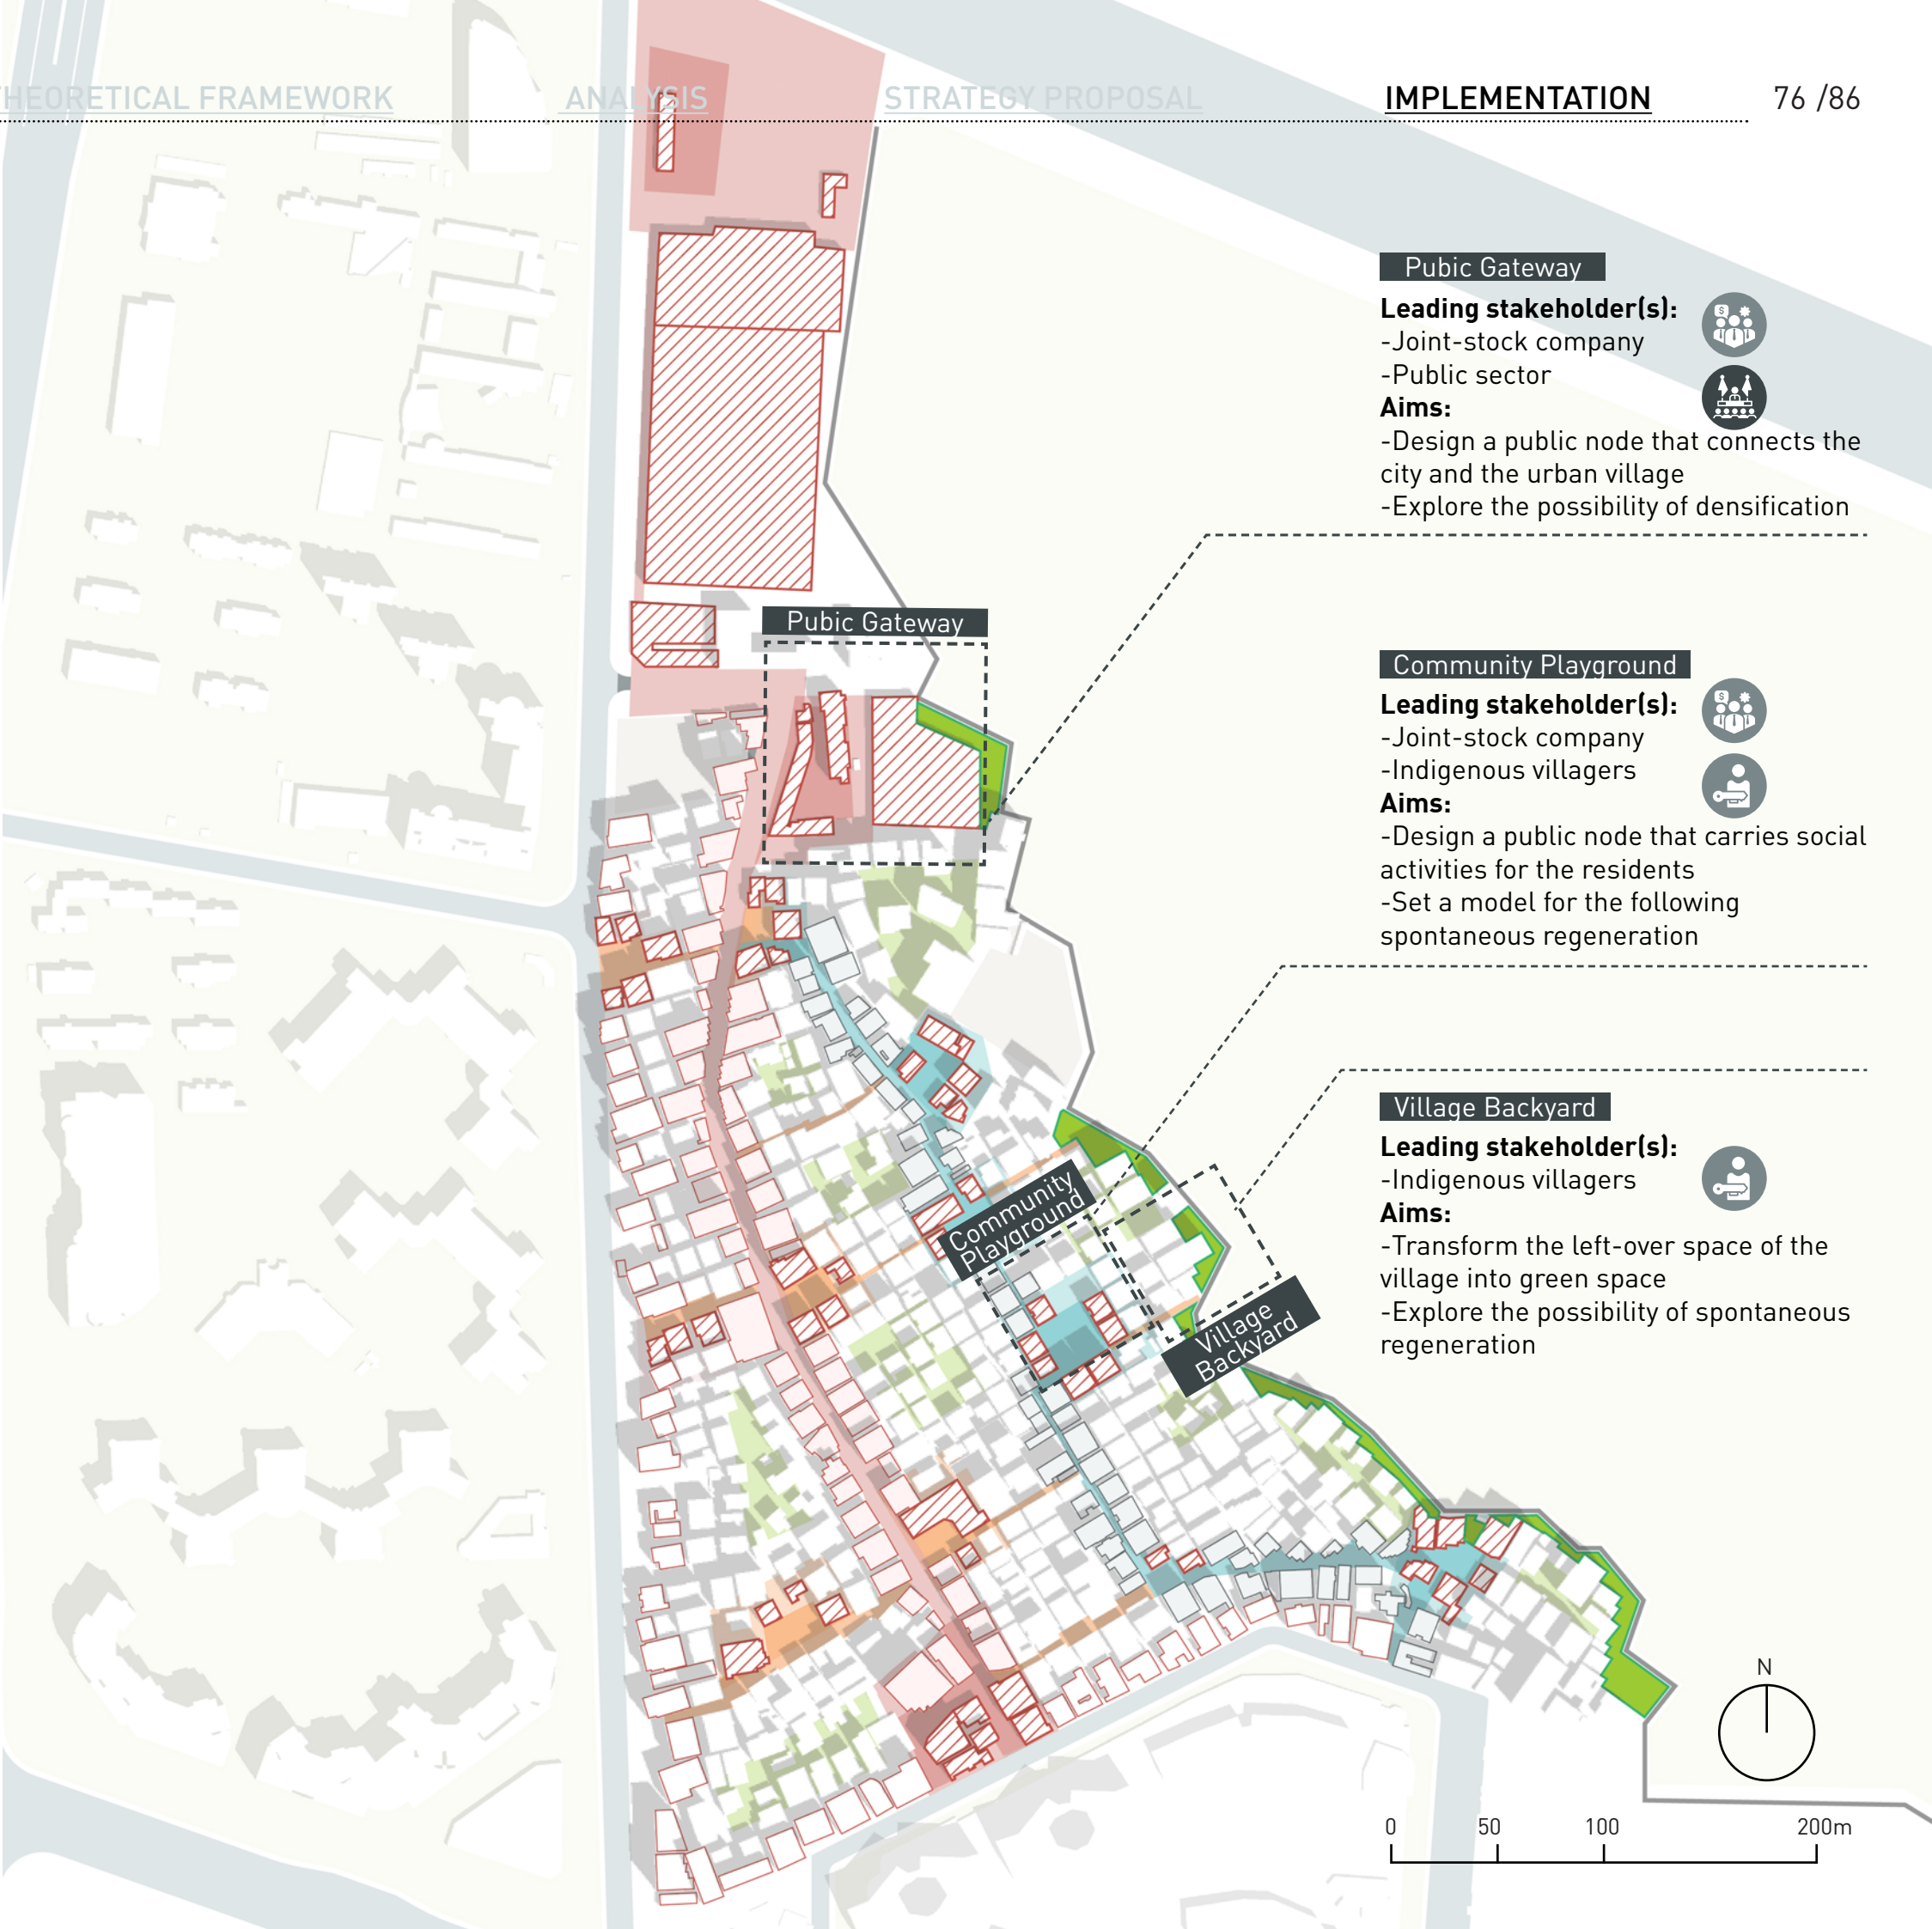 THEORETICAL FRAMEWORK ANALYSIS STRATEGY PROPOSAL IMPLEMENTATION 76 /86
Pubic Gateway
Leading stakeholder(s):
-Joint-stock company
-Public sector
Aims:
-Design a public node that connects the
city and the urban village
-Explore the possibility of densification
Pubic Gateway
Community Playground
Leading stakeholder(s):
-Joint-stock company
-Indigenous villagers
Aims:
-Design a public node that carries social
activities for the residents
-Set a model for the following
spontaneous regeneration
Village Backyard
Leading stakeholder(s):
-Indigenous villagers
Aims:
-Transform the left-over space of the
village into green space
-Explore the possibility of spontaneous
regeneration
Community
Playground
Village
Backyard
N
0 50 100 200m